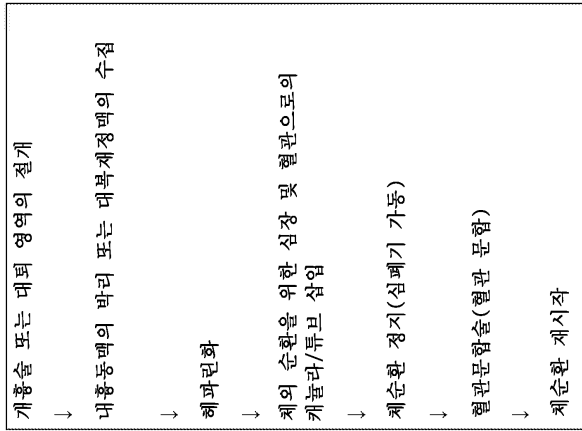 개흉술 또는 대퇴 영역의 절개
→
내흉동맥의 박리 또는 대복재정맥의 수집
→
헤파린화
→
체외 순환을 위한 심장 및 혈관으로의
캐눌라/튜브 삽입
→
체순환 정지(심폐기 가동)
→
혈관문합술(혈관 문합)
→
체순환 재시작